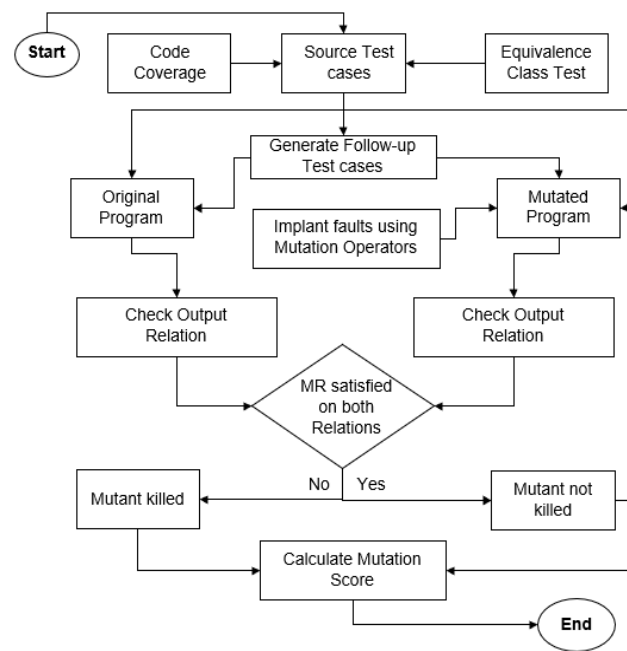 Start
Code
Coverage
Source Test
cases
Equivalence
Class Test
Generate Follow-up
Test cases
Original
Program
Mutated
Program
Implant faults using
Mutation Operators
Check Output
Relation
Check Output
Relation
MR satisfied
on both
Relations
No
Yes
Mutant killed
Mutant not
killed
Calculate Mutation
Score
End